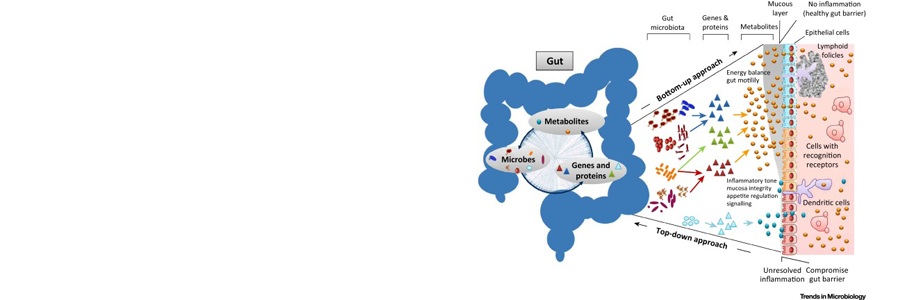 Mucous
layer
No inflammation
(healthy gut barrier)
Gut
microbiota
Genes &
proteins
Metabolites
Epithelial cells
Lymphoid
folicles
Gut
Bottom-up approach
Energy balance
gut motilily
Metabolites
Microbes
Genes and
proteins
Cells with
recognition
receptors
Inflammatory tone
mucosa integrity
appetite regulation
signalling
Dendritic cells
Top-down approach
Unresolved
inflammation
Compromise
gut barrier
Trends in Microbiology